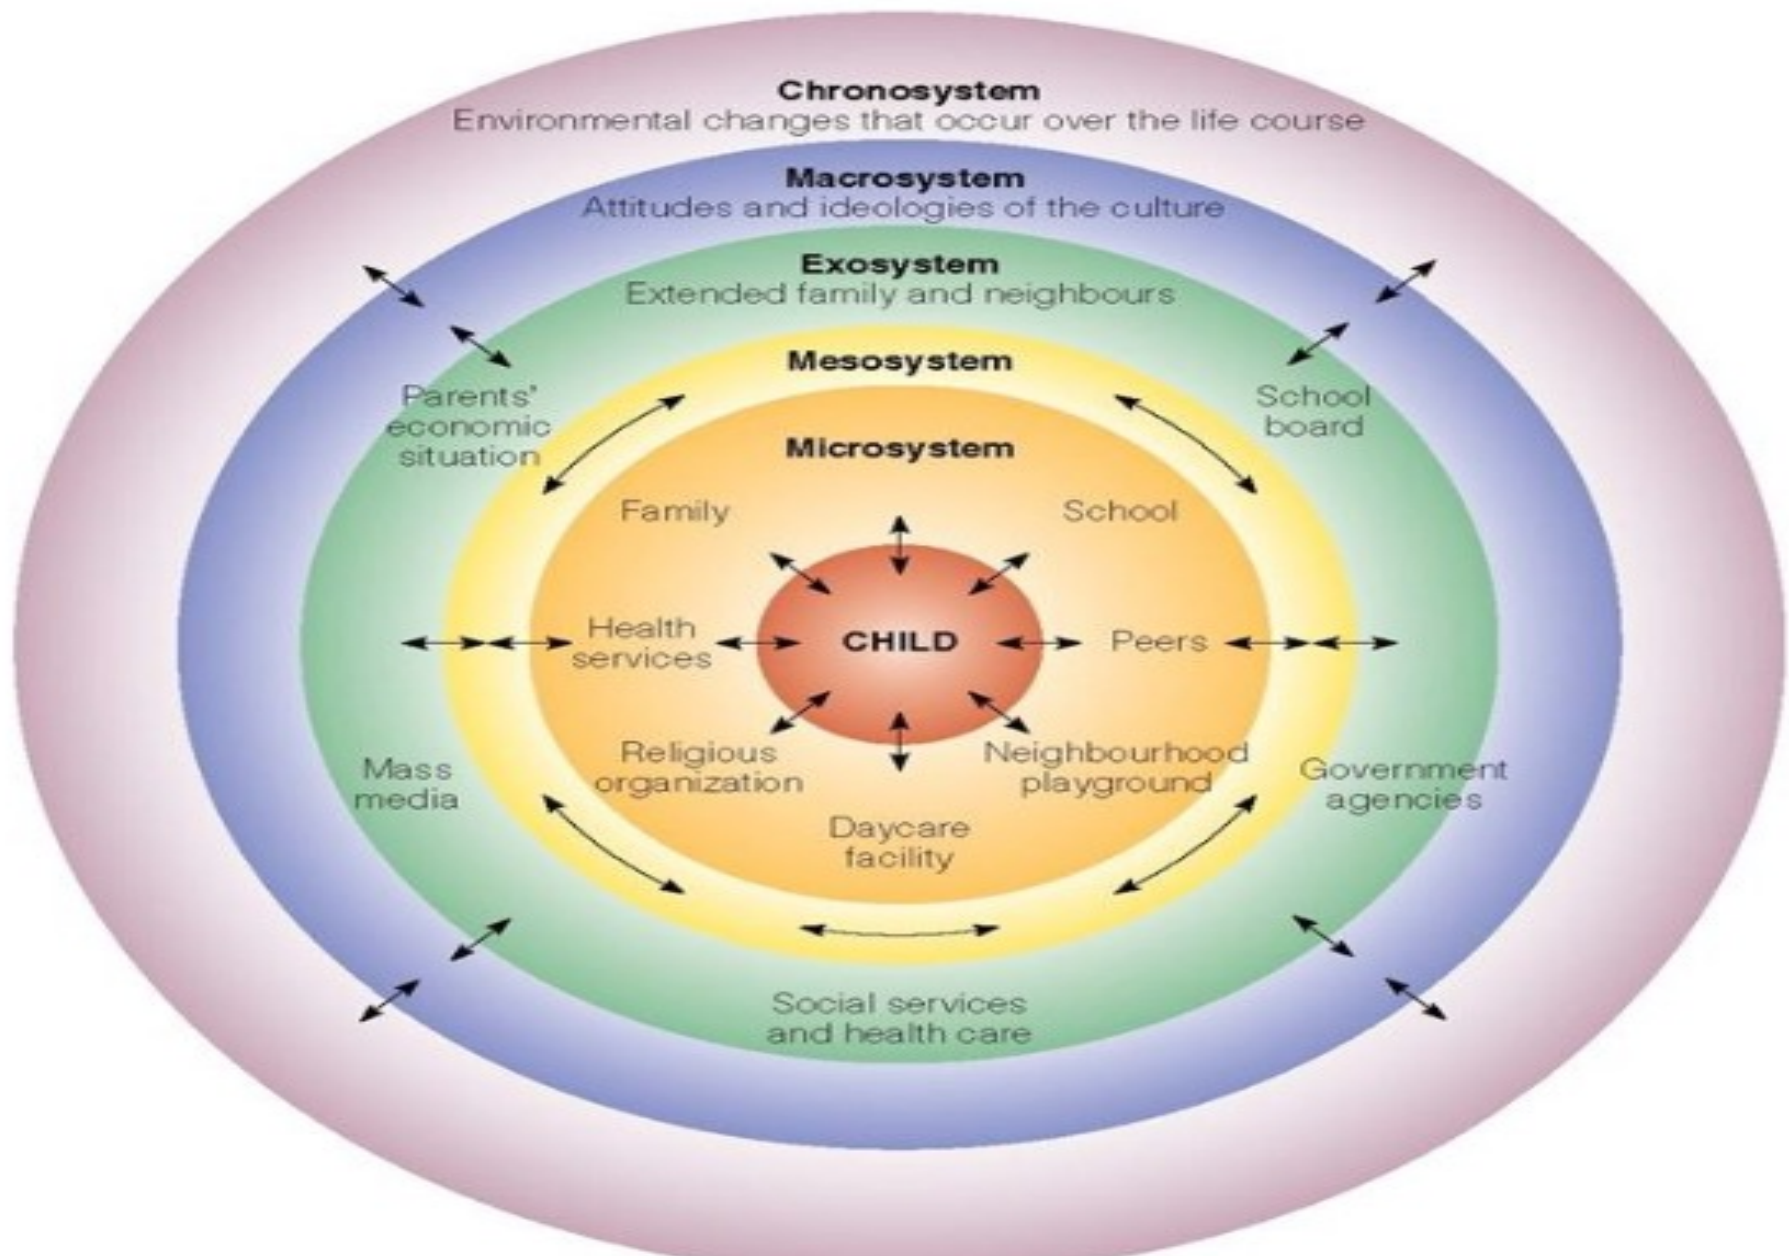 Chronosystem
Environmental changes that occur over the life course
Macrosystem
Attitudes and ideologies of the culture
Exosystem
Extended family and neighbours
Mesosystem
Parents'
economic
situation
School
board
Microsystem
Family
School
Health
services
CHILD
Peers
Religious
organization
Neighbourhood
playground
Mass
media
Government
agencies
Daycare
facility
Social services
and health care